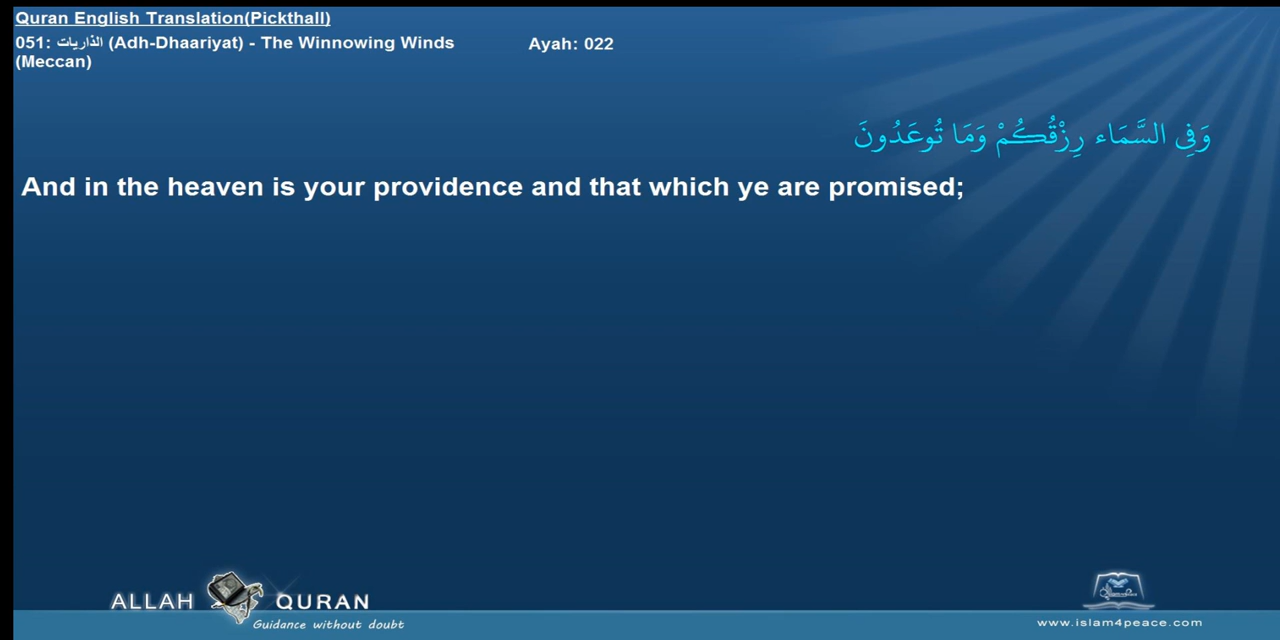 Quran English Translation(Pickthall)
051: الذاريات (Adh-Dhaariyat) - The Winnowing Winds
(Meccan)
Ayah: 022
وَفِي السَّمَاء رِزْقُكُمْ وَمَا تُوعَدُونَ
And in the heaven is your providence and that which ye are promised;
ALLAH QURAN
Guidance without doubt
www.islam4peace.com